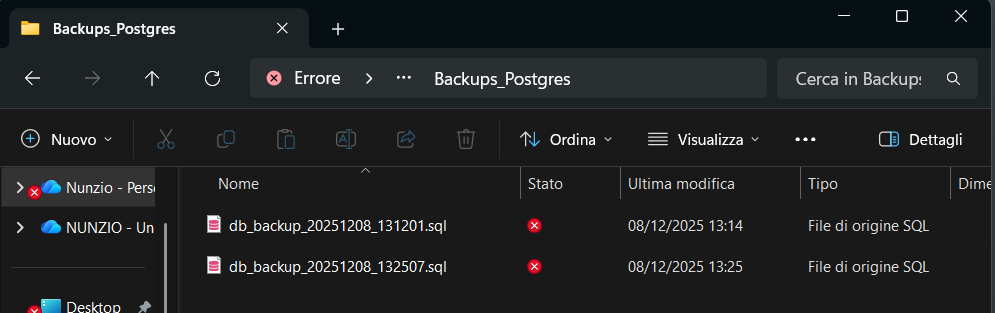 Backups_Postgres
Errore > ... Backups_Postgres Cerca in Backup
Nuovo Ordina Visualizza ... Dettagli
Nunzio - Pers
NUNZIO - Un
Desktop
Nome Stato Ultima modifica Tipo Dime
db_backup_20251208_131201.sql 08/12/2025 13:14 File di origine SQL
db_backup_20251208_132507.sql 08/12/2025 13:25 File di origine SQL